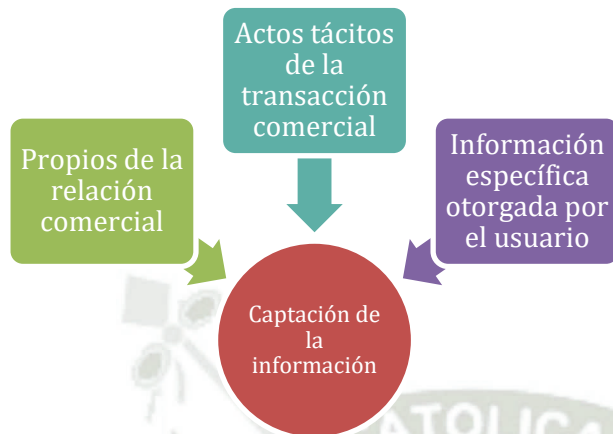 Actos tácitos
de la
transacción
comercial
Propios de la
relación
comercial
Información
específica
otorgada por
el usuario
Captación de
la
información
CATOLICA